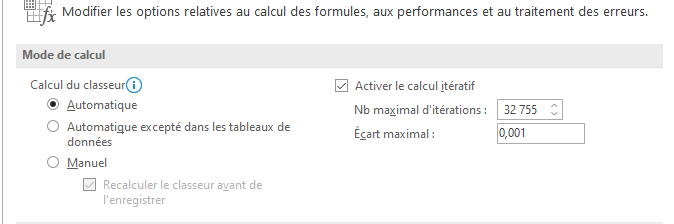 Modifier les options relatives au calcul des formules, aux performances et au traitement des erreurs.
Mode de calcul
Calcul du classeur
Automatique
Automatique excepté dans les tableaux de
données
Manuel
Recalculer le classeur avant de
l'enregistrer
Activer le calcul itératif
Nb maximal d'itérations : 32 755
Écart maximal : 0,001